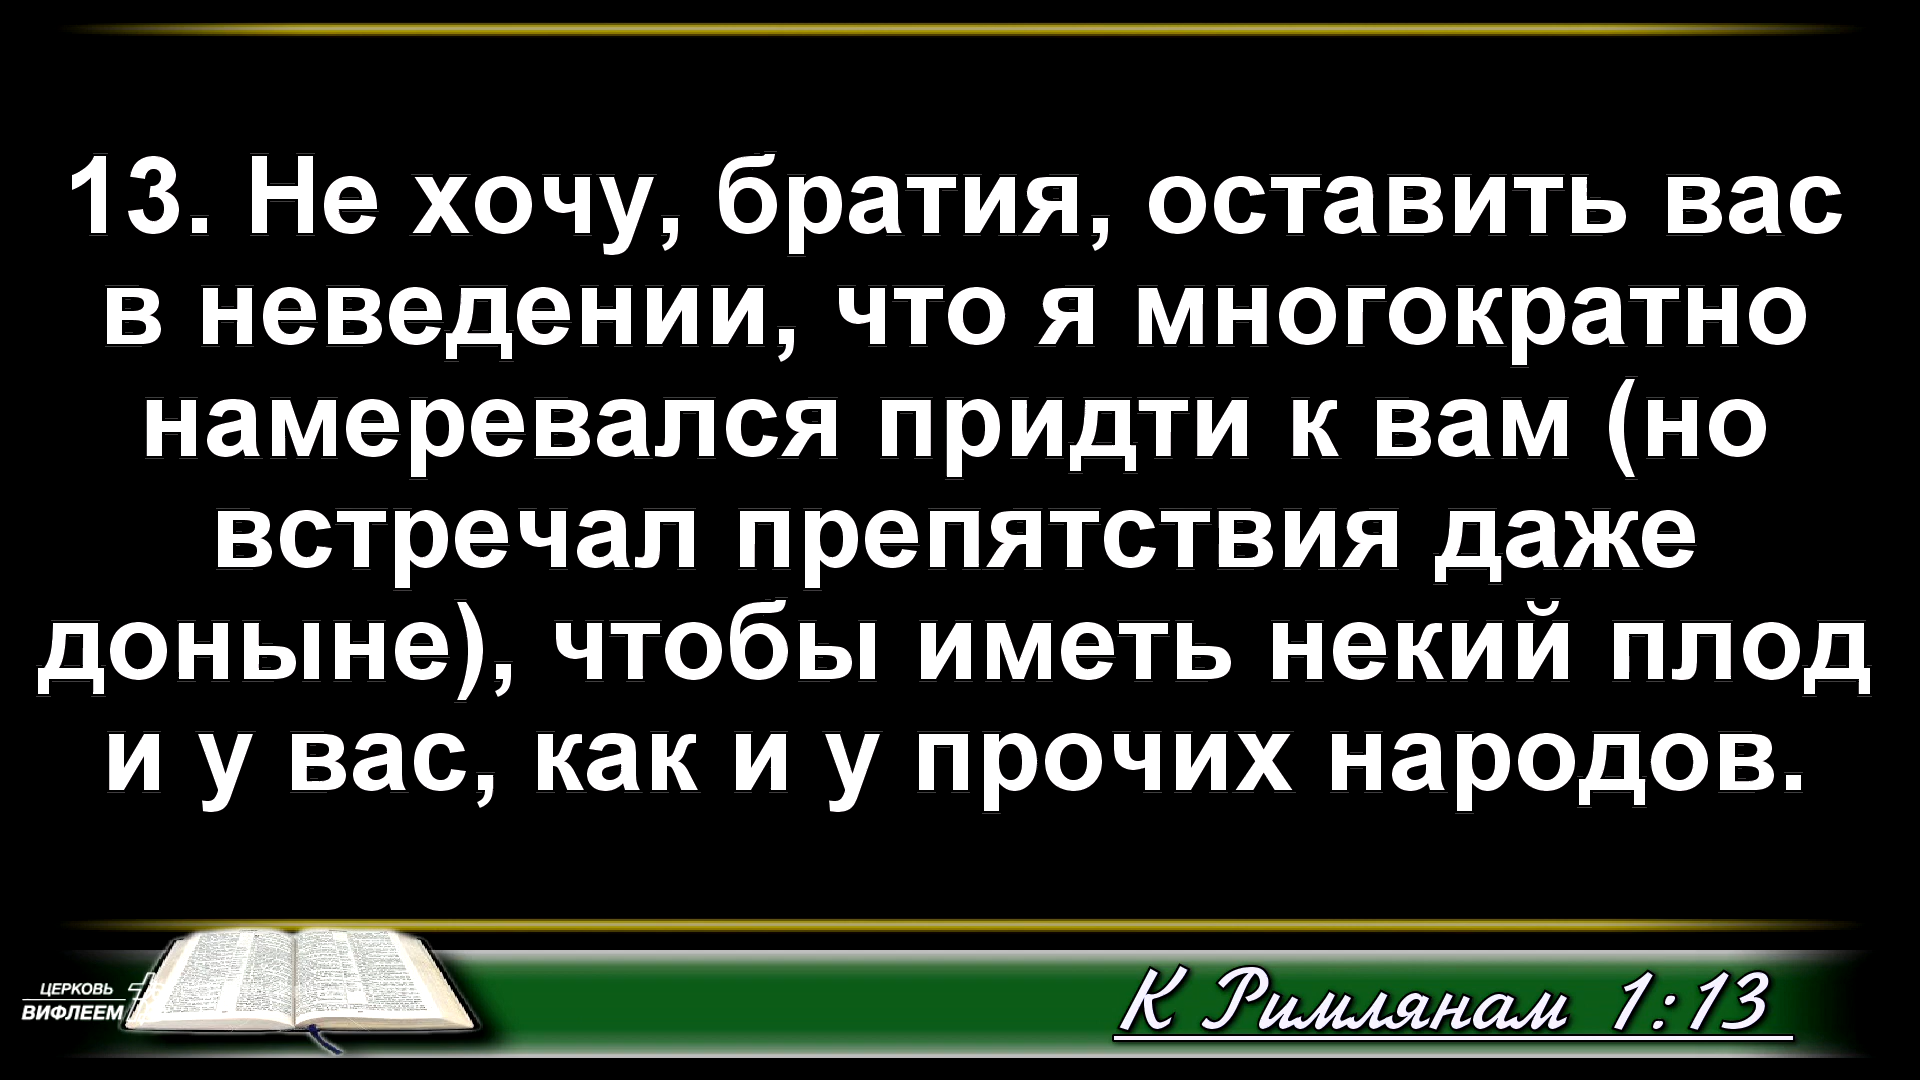 13. Не хочу, братия, оставить вас
в неведении, что я многократно
намеревался придти к вам (но
встречал препятствия даже
доныне), чтобы иметь некий плод
и у вас, как и у прочих народов.
ЦЕРКОВЬ
ВИФЛЕЕМ
К Римлянам 1:13